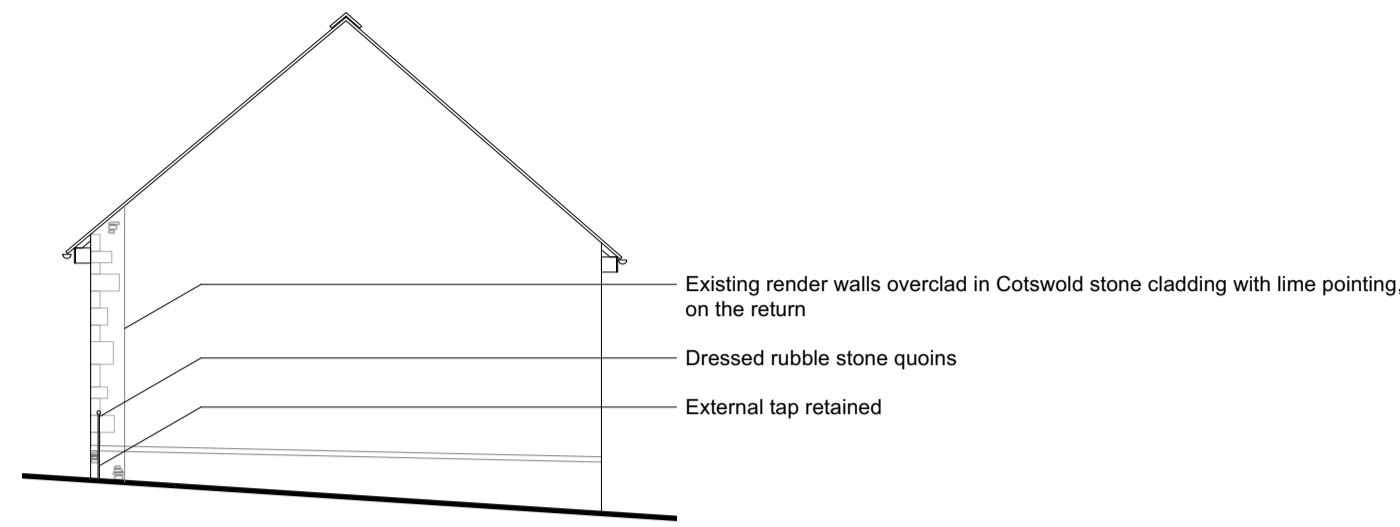 Existing render walls overclad in Cotswold stone cladding with lime pointing,
on the return
Dressed rubble stone quoins
External tap retained